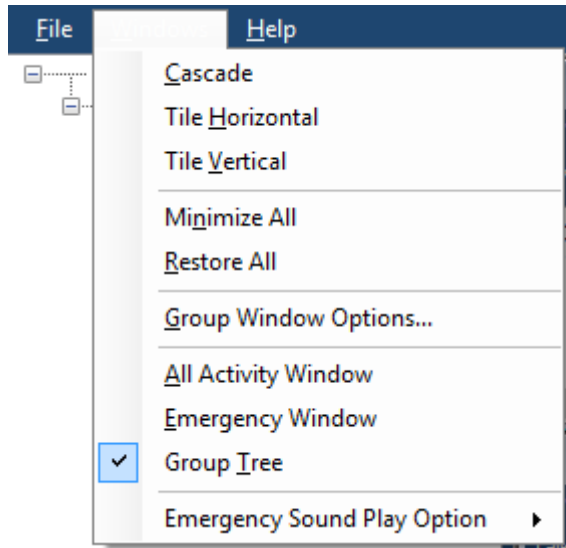 File Windows Help
Cascade
Tile Horizontal
Tile Vertical
Minimize All
Restore All
Group Window Options...
All Activity Window
Emergency Window
Group Tree
Emergency Sound Play Option